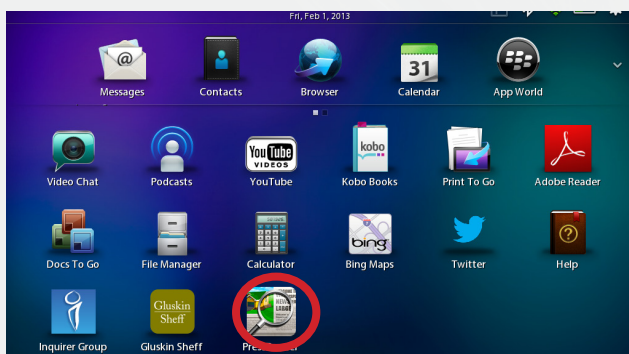 Fri, Feb 1, 2013
@
31
Messages Contacts Browser Calendar App World
You Tube
VIDEOS
kobo
Video Chat Podcasts YouTube Kobo Books Print To Go Adobe Reader
bing
?
Docs To Go File Manager Calculator Bing Maps Twitter Help
Gluskin
Sheff
NEW
Inquirer Group Gluskin Sheff